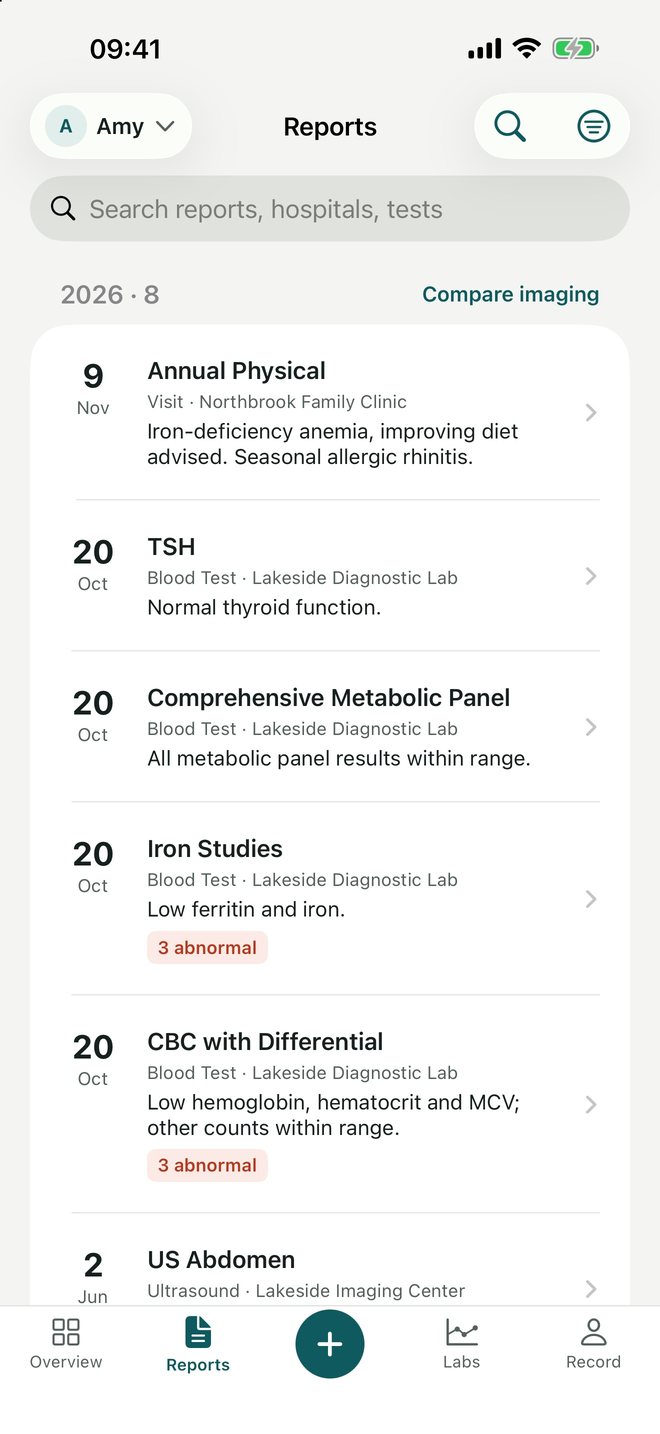 09:41
A Amy
Reports
Search reports, hospitals, tests
2026 · 8
Compare imaging
9
Nov
Annual Physical
Visit · Northbrook Family Clinic
Iron-deficiency anemia, improving diet
advised. Seasonal allergic rhinitis.
20
Oct
TSH
Blood Test · Lakeside Diagnostic Lab
Normal thyroid function.
20
Oct
Comprehensive Metabolic Panel
Blood Test · Lakeside Diagnostic Lab
All metabolic panel results within range.
20
Oct
Iron Studies
Blood Test · Lakeside Diagnostic Lab
Low ferritin and iron.
3 abnormal
20
Oct
CBC with Differential
Blood Test · Lakeside Diagnostic Lab
Low hemoglobin, hematocrit and MCV;
other counts within range.
3 abnormal
2
Jun
US Abdomen
Ultrasound · Lakeside Imaging Center
Overview
Reports
Labs
Record